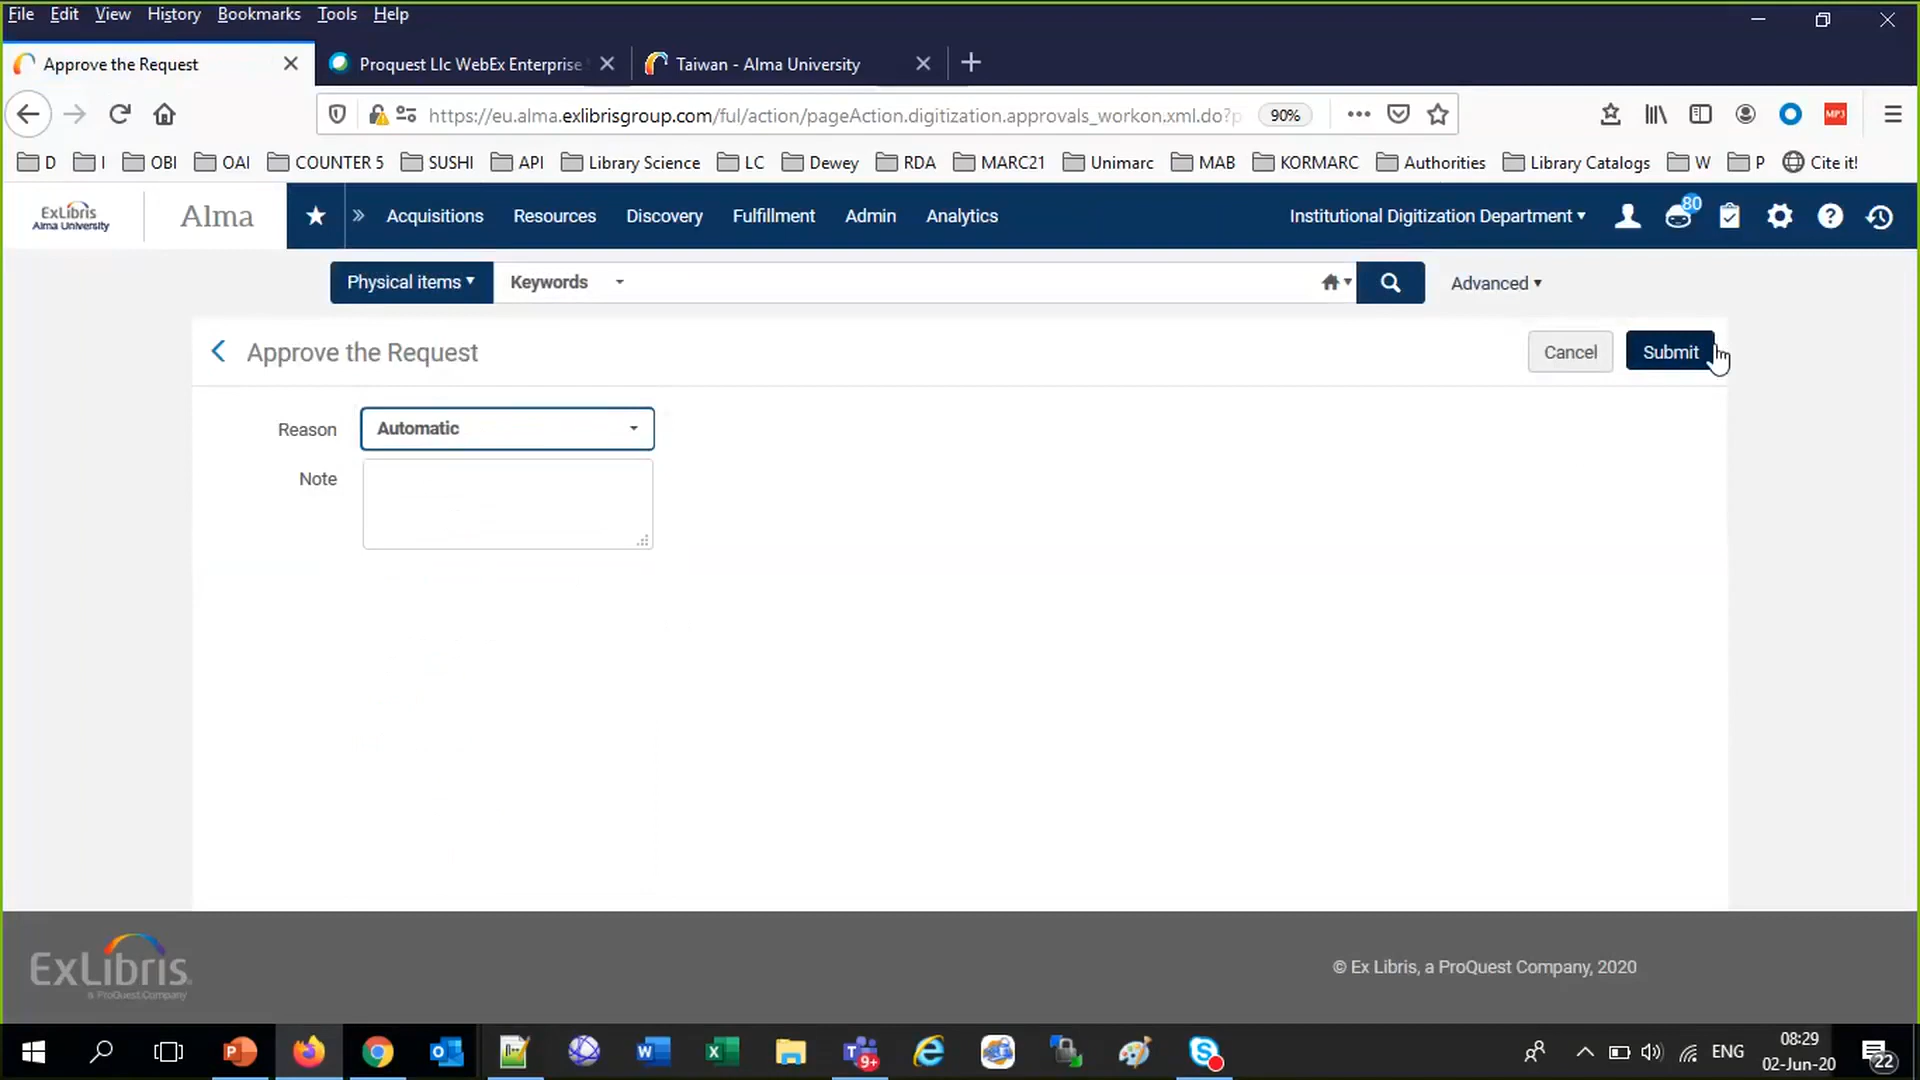 File Edit View History Bookmarks Tools Help
Approve the Request
Proquest Llc WebEx Enterprise
Taiwan - Alma University
https://eu.alma.exlibrisgroup.com/ful/action/pageAction.digitization.approvals_workon.xml.do?p
90%
MP3
D I OBI OAI COUNTER 5 SUSHI API Library Science LC Dewey RDA MARC21 Unimarc MAB KORMARC Authorities Library Catalogs W P Cite it!
ExLibris
Alma University
Alma
Acquisitions Resources Discovery Fulfillment Admin Analytics
Institutional Digitization Department
80
Physical items Keywords Advanced
Approve the Request
Cancel Submit
Reason Automatic
Note
ExLibris
a ProQuest Company
© Ex Libris, a ProQuest Company, 2020
9+
ENG
08:29
02-Jun-20
22